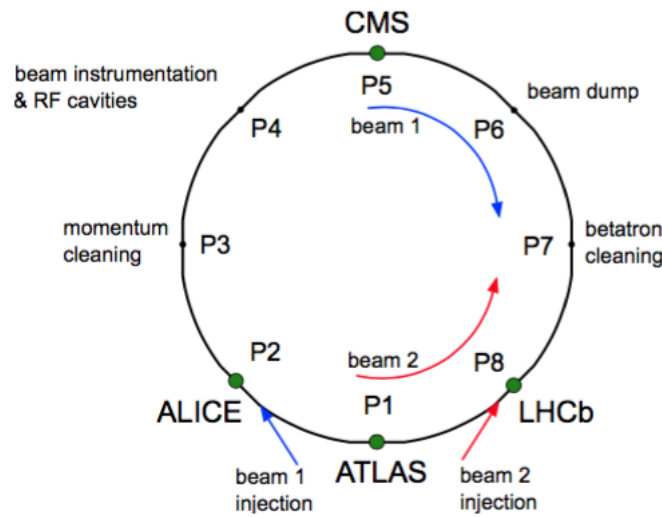 CMS
beam instrumentation
& RF cavities
P5
beam 1
beam dump
P4
P6
momentum
cleaning
P3
P7
betatron
cleaning
P2
beam 2
P8
ALICE
P1
LHCb
ATLAS
beam 1
injection
beam 2
injection